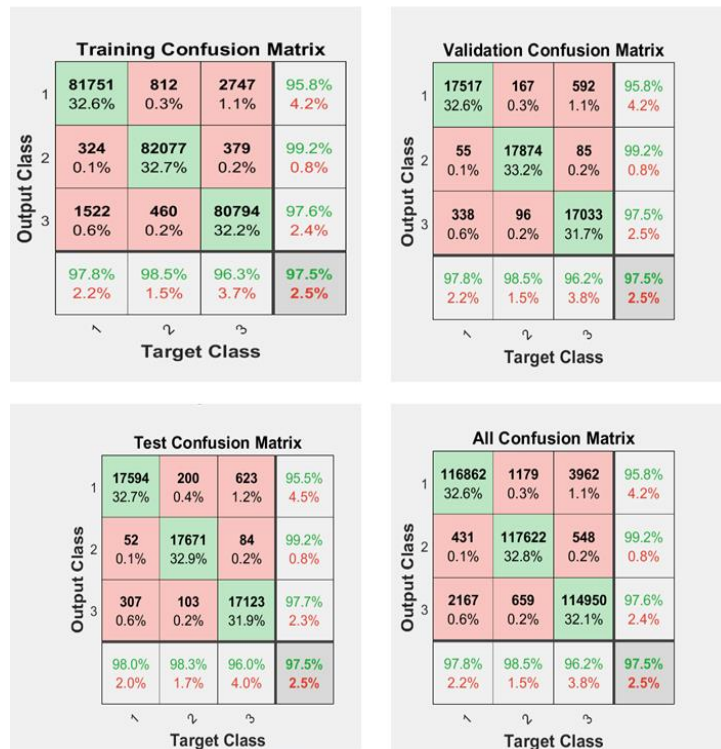 Training Confusion Matrix
Output Class
1
81751 812 2747 95.8%
32.6% 0.3% 1.1% 4.2%
2
324 82077 379 99.2%
0.1% 32.7% 0.2% 0.8%
3
1522 460 80794 97.6%
0.6% 0.2% 32.2% 2.4%
97.8% 98.5% 96.3% 97.5%
2.2% 1.5% 3.7% 2.5%
1 2 3
Target Class
Validation Confusion Matrix
Output Class
1
17517 167 592 95.8%
32.6% 0.3% 1.1% 4.2%
2
55 17874 85 99.2%
0.1% 33.2% 0.2% 0.8%
3
338 96 17033 97.5%
0.6% 0.2% 31.7% 2.5%
97.8% 98.5% 96.2% 97.5%
2.2% 1.5% 3.8% 2.5%
1 2 3
Target Class
Test Confusion Matrix
Output Class
1
17594 200 623 95.5%
32.7% 0.4% 1.2% 4.5%
2
52 17671 84 99.2%
0.1% 32.9% 0.2% 0.8%
3
307 103 17123 97.7%
0.6% 0.2% 31.9% 2.3%
98.0% 98.3% 96.0% 97.5%
2.0% 1.7% 4.0% 2.5%
1 2 3
Target Class
All Confusion Matrix
Output Class
1
116862 1179 3962 95.8%
32.6% 0.3% 1.1% 4.2%
2
431 117622 548 99.2%
0.1% 32.8% 0.2% 0.8%
3
2167 659 114950 97.6%
0.6% 0.2% 32.1% 2.4%
97.8% 98.5% 96.2% 97.5%
2.2% 1.5% 3.8% 2.5%
1 2 3
Target Class